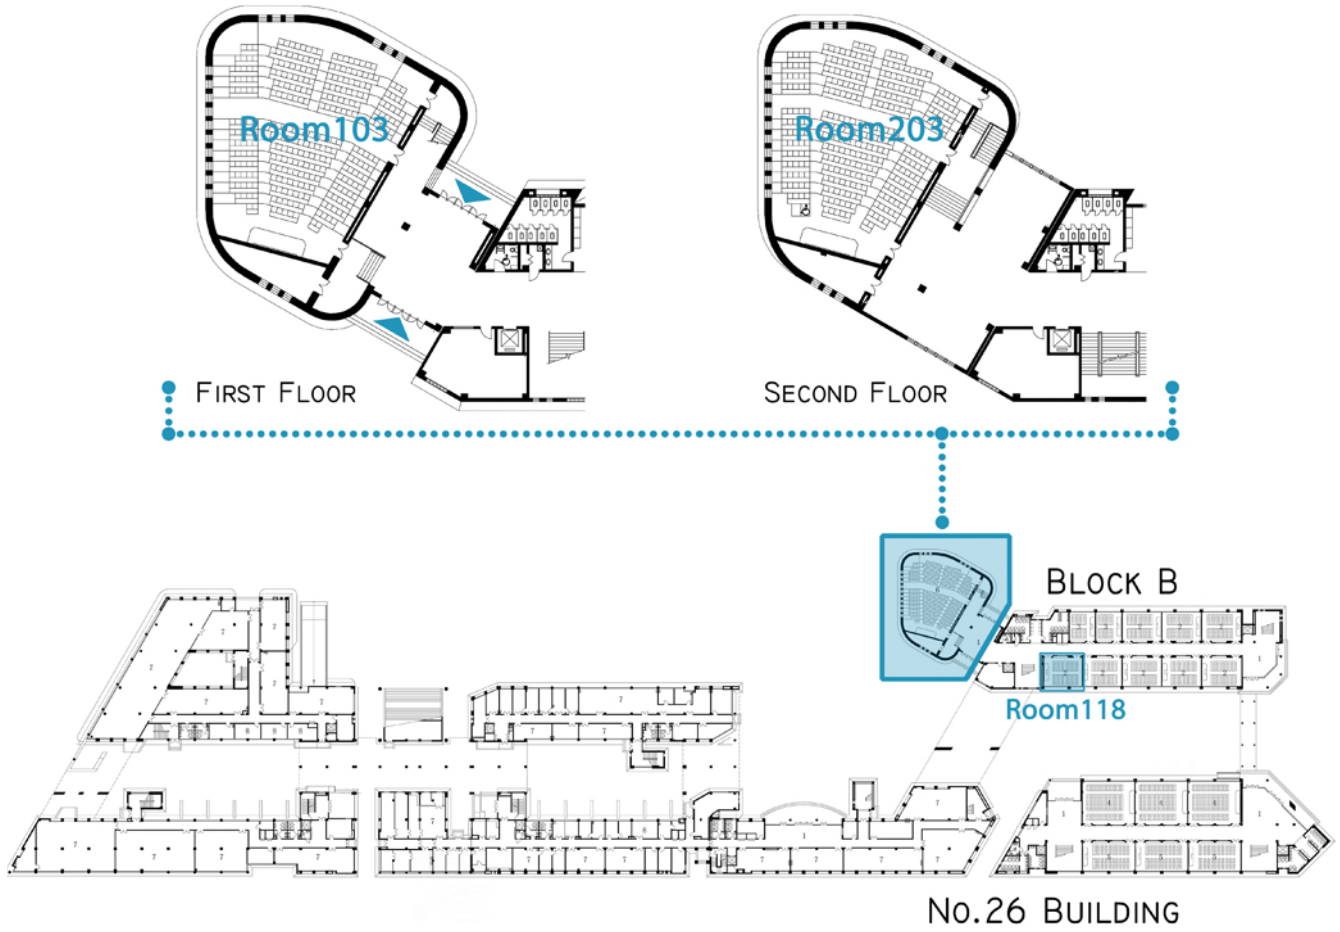 Room103
Room203
FIRST FLOOR
SECOND FLOOR
BLOCK B
Room118
NO.26 BUILDING